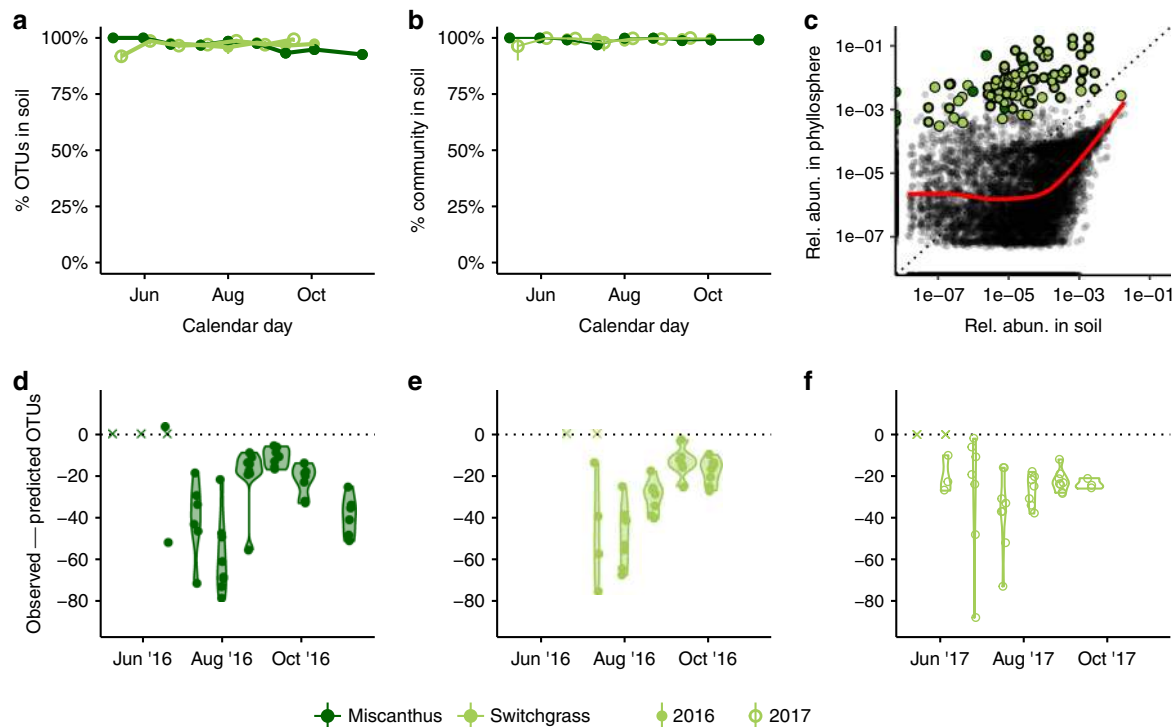 a
% OTUs in soil
100%
75%
50%
25%
0%
Jun Aug Oct
Calendar day
b
% community in soil
100%
75%
50%
25%
0%
Jun Aug Oct
Calendar day
c
Rel. abun. in phyllosphere
1e−01
1e−03
1e−05
1e−07
1e−07 1e−05 1e−03 1e−01
Rel. abun. in soil
d
Observed — predicted OTUs
0
−20
−40
−60
−80
Jun '16 Aug '16 Oct '16
e
0
−20
−40
−60
−80
Jun '16 Aug '16 Oct '16
f
0
−20
−40
−60
−80
Jun '17 Aug '17 Oct '17
Miscanthus Switchgrass 2016 2017